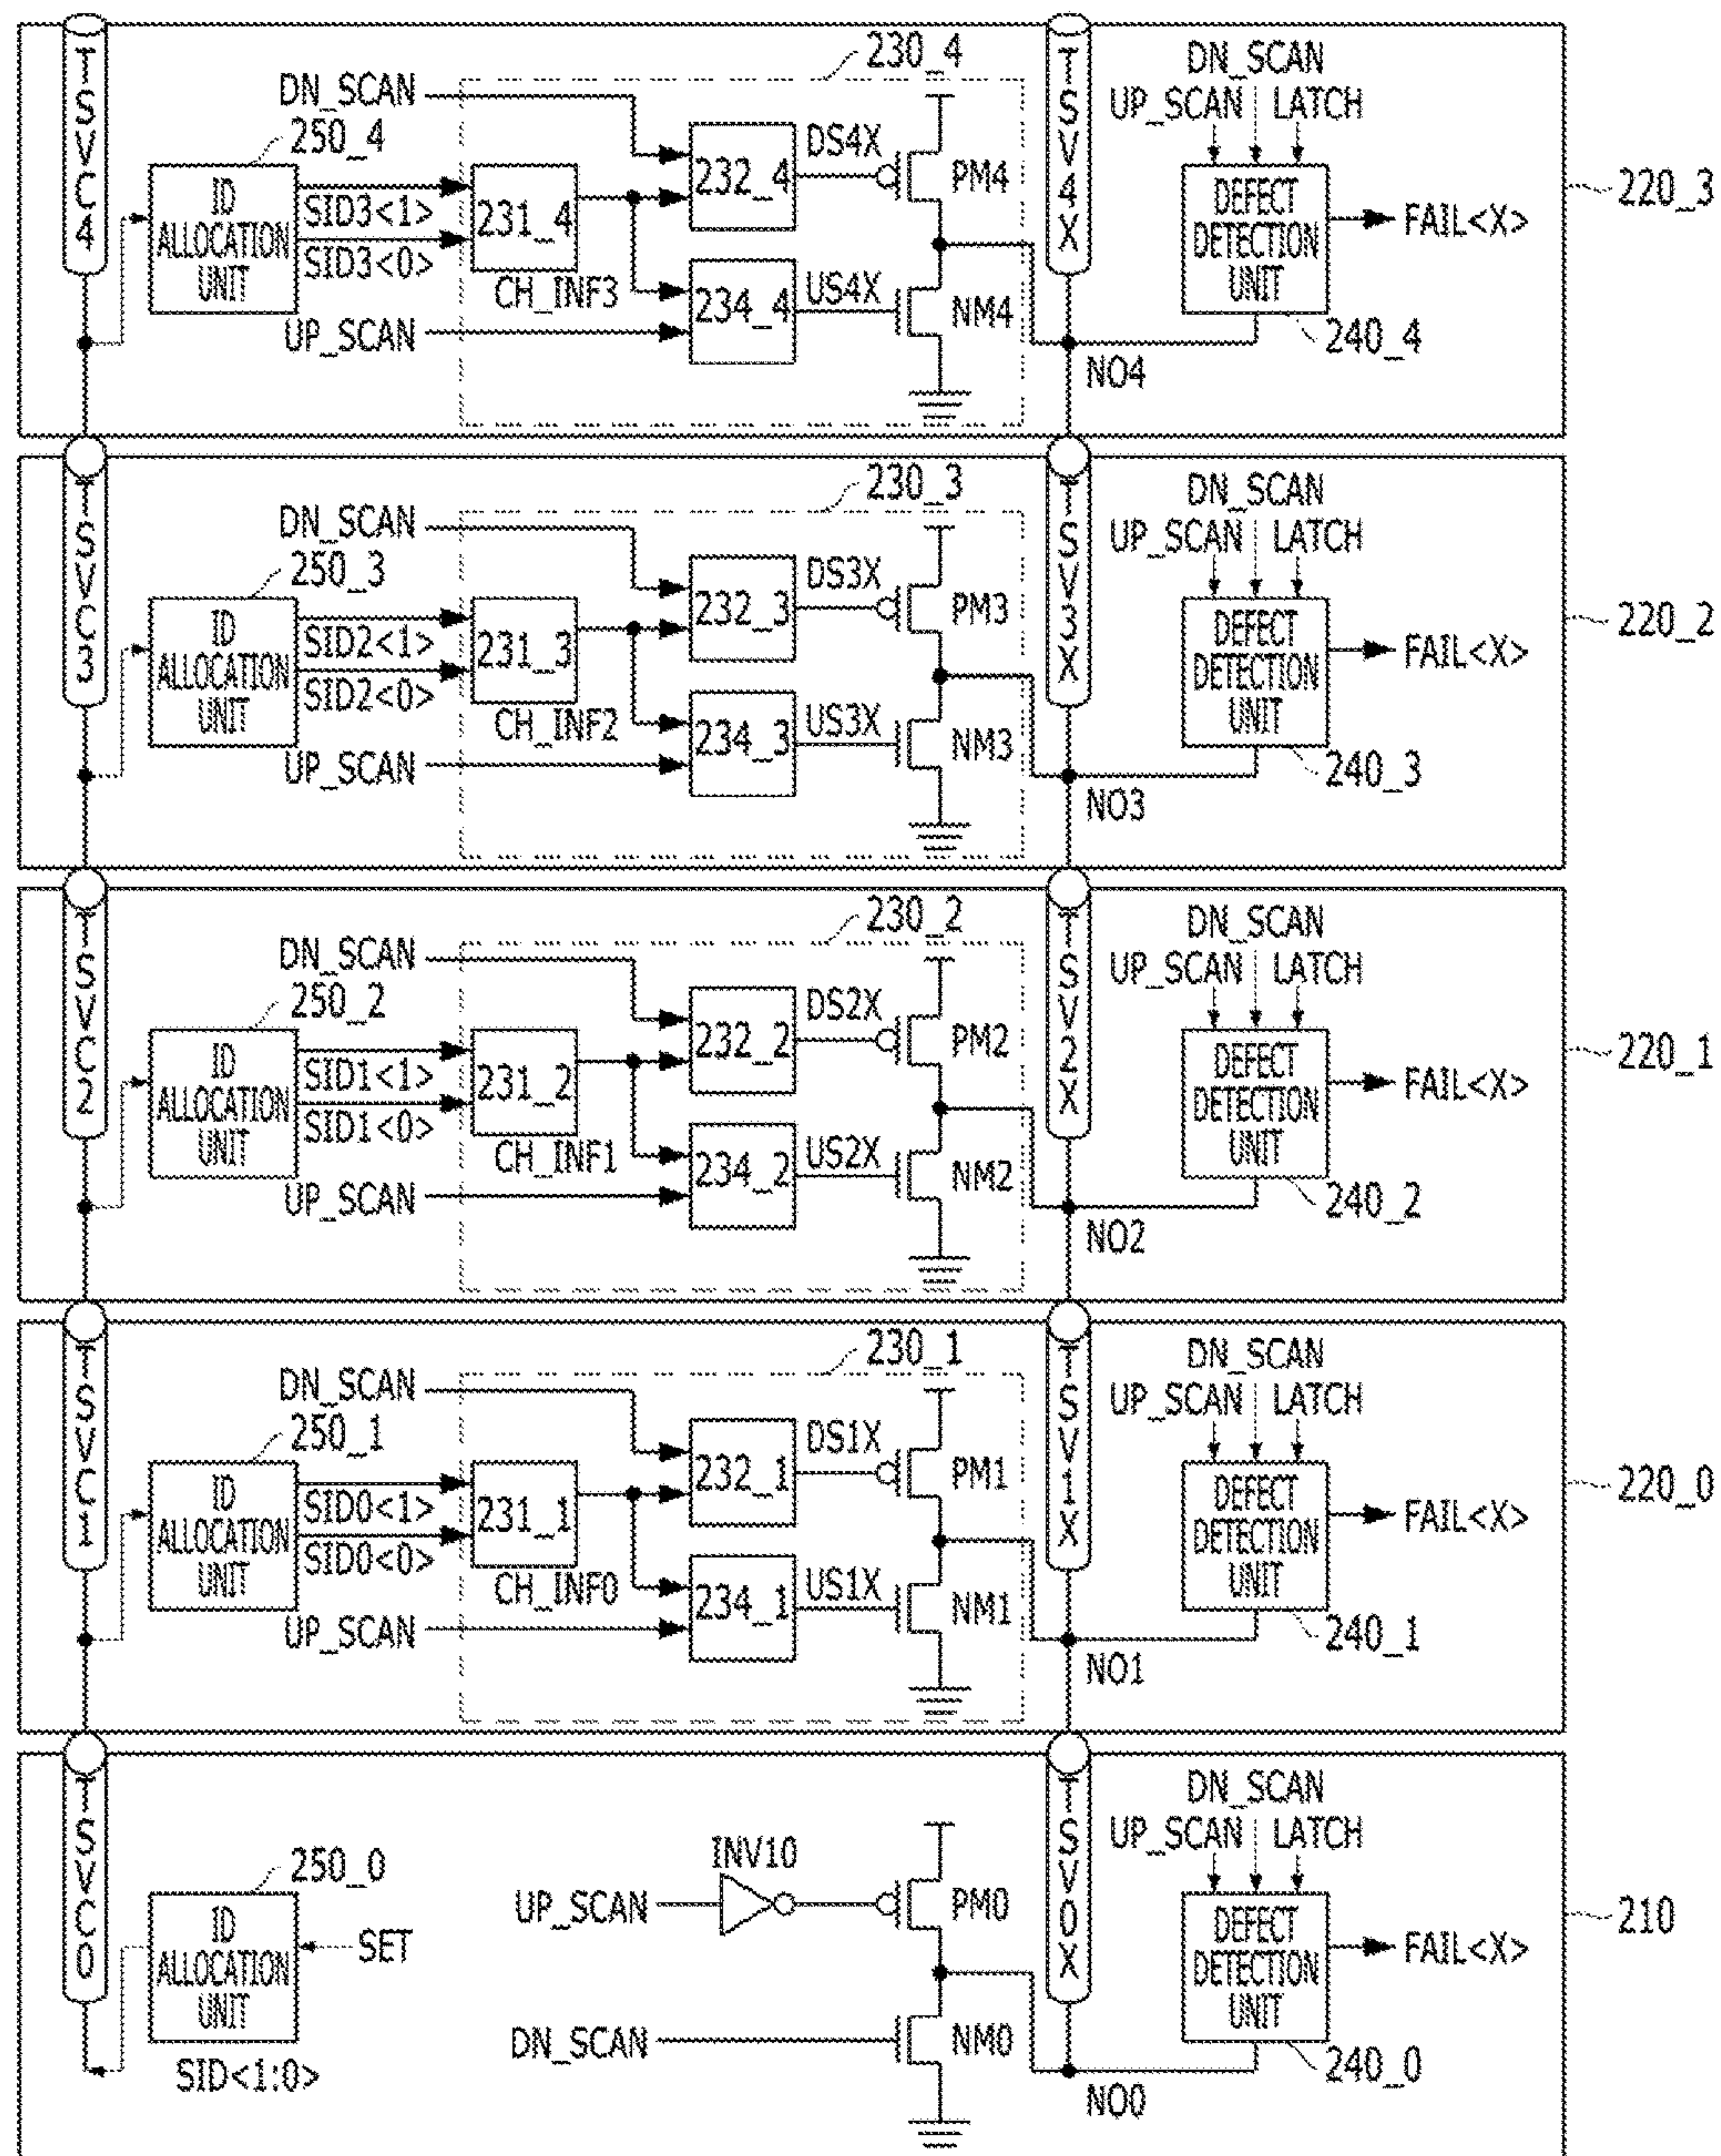 TSVC4
DN_SCAN
250_4
ID
ALLOCATION
UNIT
SID3<1>
SID3<0>
UP_SCAN
230_4
231_4
CH_INF3
232_4
234_4
DS4X
US4X
PM4
NM4
TSV4X
NO4
DN_SCAN
UP_SCAN LATCH
DEFECT
DETECTION
UNIT
240_4
FAIL<X>
220_3
TSVC3
DN_SCAN
250_3
ID
ALLOCATION
UNIT
SID2<1>
SID2<0>
UP_SCAN
230_3
231_3
CH_INF2
232_3
234_3
DS3X
US3X
PM3
NM3
TSV3X
NO3
DN_SCAN
UP_SCAN LATCH
DEFECT
DETECTION
UNIT
240_3
FAIL<X>
220_2
TSVC2
DN_SCAN
250_2
ID
ALLOCATION
UNIT
SID1<1>
SID1<0>
UP_SCAN
230_2
231_2
CH_INF1
232_2
234_2
DS2X
US2X
PM2
NM2
TSV2X
NO2
DN_SCAN
UP_SCAN LATCH
DEFECT
DETECTION
UNIT
240_2
FAIL<X>
220_1
TSVC1
DN_SCAN
250_1
ID
ALLOCATION
UNIT
SID0<1>
SID0<0>
UP_SCAN
230_1
231_1
CH_INF0
232_1
234_1
DS1X
US1X
PM1
NM1
TSV1X
NO1
DN_SCAN
UP_SCAN LATCH
DEFECT
DETECTION
UNIT
240_1
FAIL<X>
220_0
TSVC0
250_0
ID
ALLOCATION
UNIT
SET
SID<1:0>
INV10
UP_SCAN
DN_SCAN
PM0
NM0
TSV0X
NO0
DN_SCAN
UP_SCAN LATCH
DEFECT
DETECTION
UNIT
240_0
FAIL<X>
210